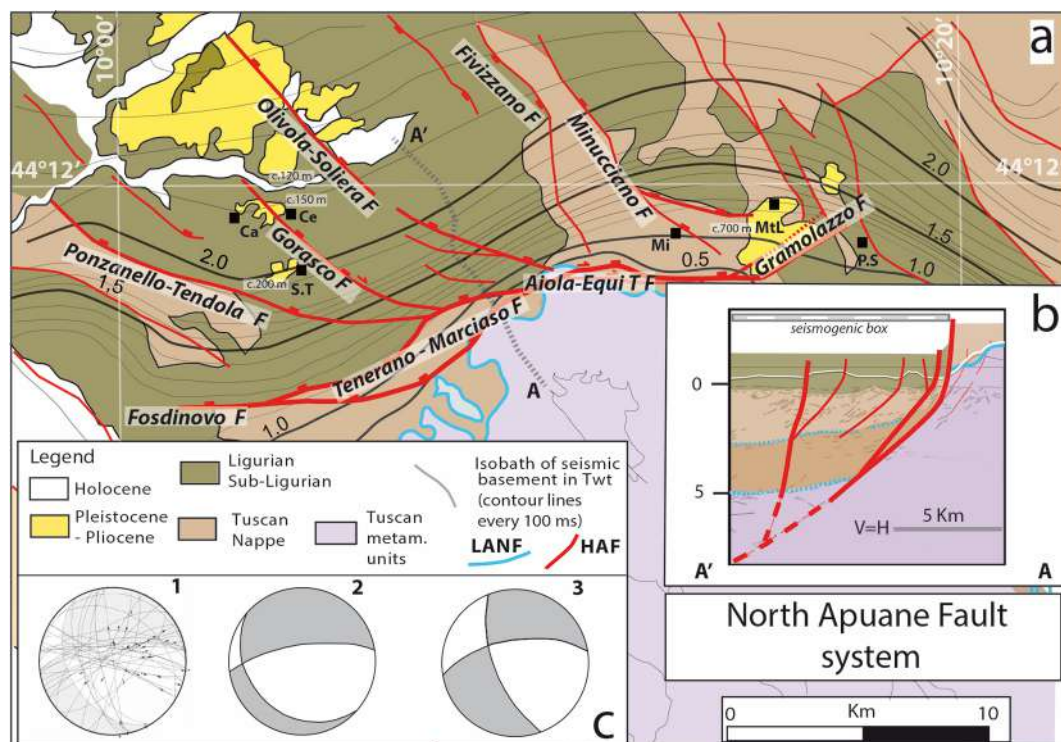 a
10°00'
10°20'
44°12'
44°12'
Olivola-Soliera F
A'
Fivizzano F
Minucciano F
2.0
c.120 m
c.150 m
Ce
Ca
Gorasco F
2.0
c.700 m
MtL
Mi
0.5
Gramolazzo F
1.5
P.S
1.0
Ponzanello-Tendola F
1,5
S.T
c.200 m
Aiola-Equi T F
Tenerano - Marciaso F
Fosdinovo F
1.0
A
b
seismogenic box
0
5
V=H
5 Km
A'
A
Legend
Holocene
Ligurian
Sub-Ligurian
Pleistocene
- Pliocene
Tuscan
Nappe
Tuscan
metam.
units
Isobath of seismic
basement in Twt
(contour lines
every 100 ms)
LANF
HAF
1
2
3
C
North Apuane Fault
system
Km
0
10